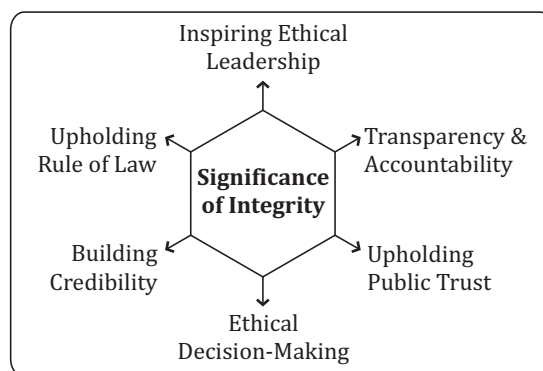 Inspiring Ethical
Leadership
Upholding
Rule of Law
Transparency &
Accountability
Significance
of Integrity
Building
Credibility
Upholding
Public Trust
Ethical
Decision-Making